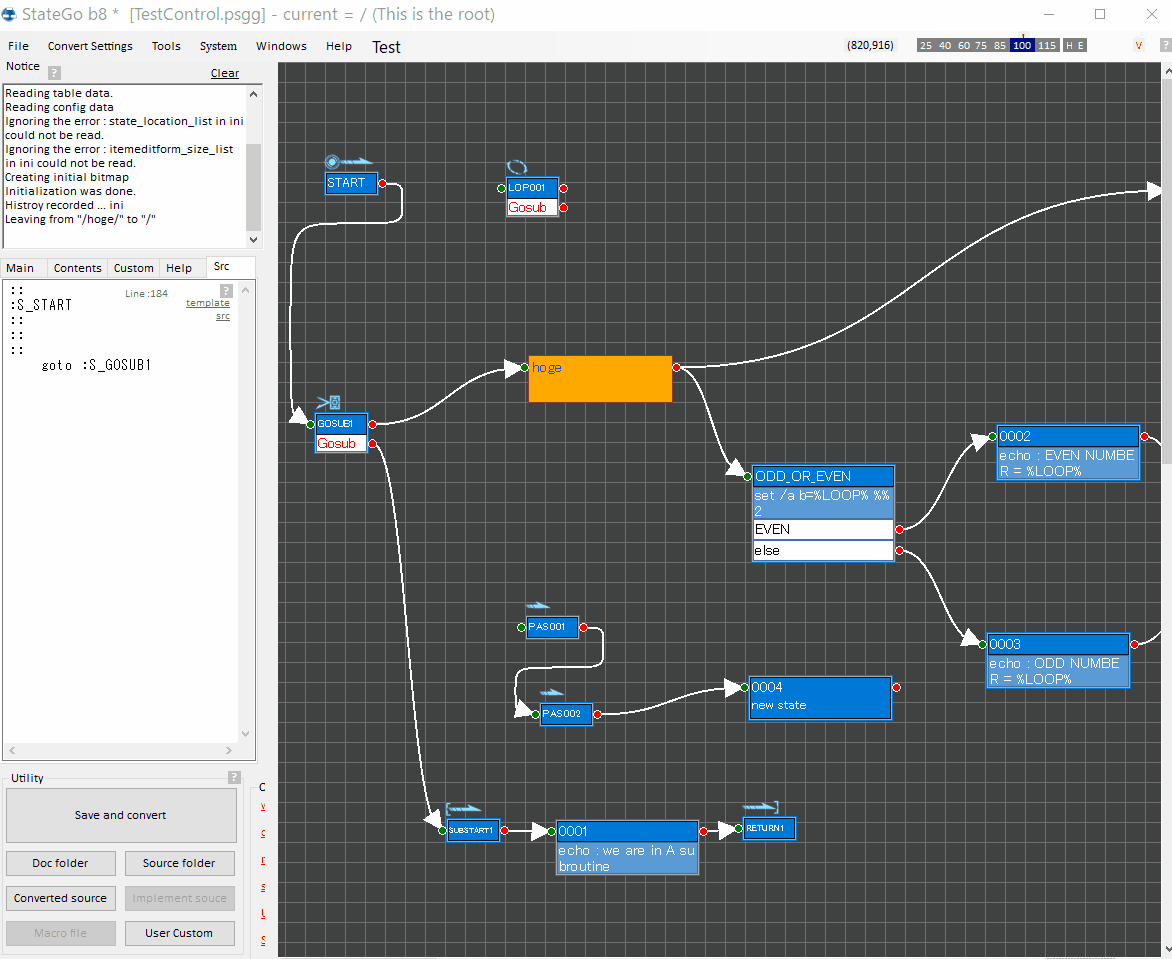 StateGo b8 *  [TestControl.psgg] - current = / (This is the root)
File Convert Settings Tools System Windows Help Test (820,916) 25 40 60 75 85 100 115 H E V ?
Notice ? Clear
Reading table data.
Reading config data
Ignoring the error : state_location_list in ini
could not be read.
Ignoring the error : itemeditform_size_list
in ini could not be read.
Creating initial bitmap
Initialization was done.
Histroy recorded ... ini
Leaving from "/hoge/" to "/"
Main Contents Custom Help Src
::
Line :184 ?
:S_START
template
::
src
::
::
goto :S_GOSUB1
Utility ?
Save and convert
Doc folder Source folder
Converted source Implement souce
Macro file User Custom
START
LOP001
Gosub
hoge
GOSUB1
Gosub
0002
echo : EVEN NUMBE
R = %LOOP%
ODD_OR_EVEN
set /a b=%LOOP% %%
2
EVEN
else
PAS001
0003
echo : ODD NUMBE
R = %LOOP%
PAS002
0004
new state
SUBSTART1
0001
echo : we are in A su
broutine
RETURN1